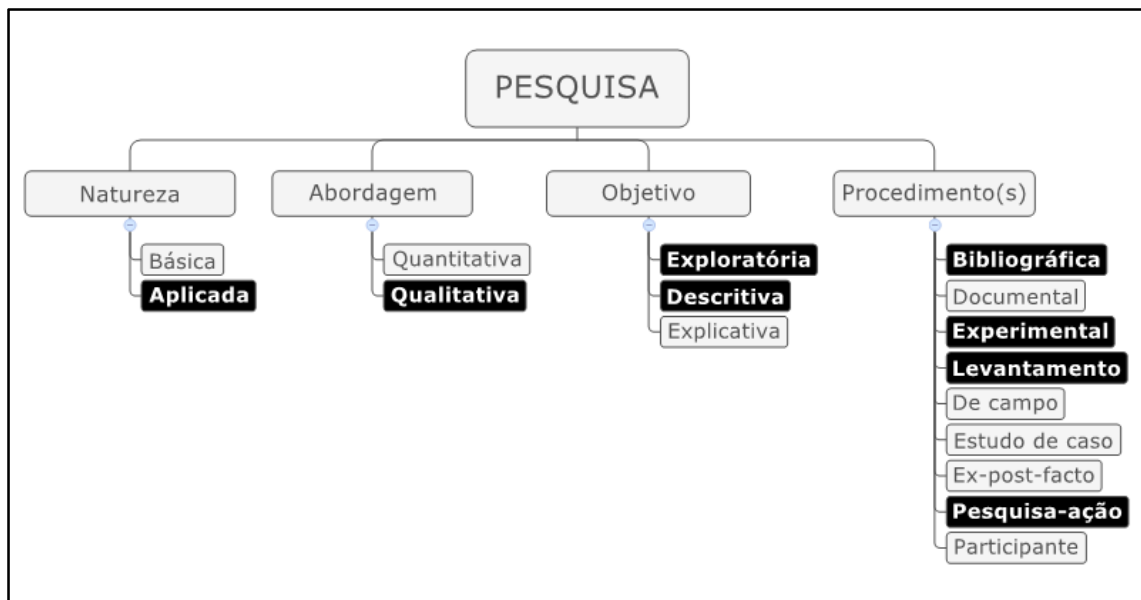 PESQUISA
Natureza
Básica
Aplicada
Abordagem
Quantitativa
Qualitativa
Objetivo
Exploratória
Descritiva
Explicativa
Procedimento(s)
Bibliográfica
Documental
Experimental
Levantamento
De campo
Estudo de caso
Ex-post-facto
Pesquisa-ação
Participante